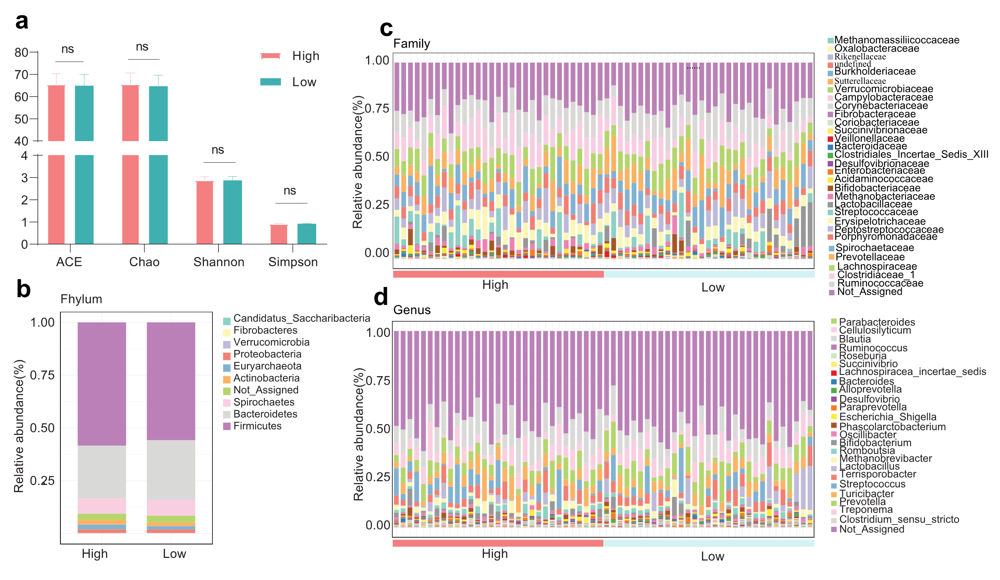 a
ns
ns
High
Low
80
70
60
50
40
4
3
2
1
0
ns
ns
ACE
Chao
Shannon
Simpson
b
Fhylum
Relative abundance(%)
1.00
0.75
0.50
0.25
High
Low
Candidatus_Saccharibacteria
Fibrobacteres
Verrucomicrobia
Proteobacteria
Euryarchaeota
Actinobacteria
Not_Assigned
Spirochaetes
Bacteroidetes
Firmicutes
c
Family
Relative abundance(%)
1.00
0.75
0.50
0.25
0.00
High
Low
Methanomassiliicoccaceae
Oxalobacteraceae
Rikenellaceae
undefined
Burkholderiaceae
Sutterellaceae
Verrucomicrobiaceae
Campylobacteraceae
Corynebacteriaceae
Fibrobacteraceae
Coriobacteriaceae
Succinivibrionaceae
Veillonellaceae
Bacteroidaceae
Clostridiales_Incertae_Sedis_XIII
Desulfovibrionaceae
Enterobacteriaceae
Acidaminococcaceae
Bifidobacteriaceae
Methanobacteriaceae
Lactobacillaceae
Streptococcaceae
Erysipelotrichaceae
Peptostreptococcaceae
Porphyromonadaceae
Spirochaetaceae
Prevotellaceae
Lachnospiraceae
Clostridiaceae_1
Ruminococcaceae
Not_Assigned
d
Genus
Relative abundance(%)
1.00
0.75
0.50
0.25
0.00
High
Low
Parabacteroides
Cellulosilyticum
Blautia
Ruminococcus
Roseburia
Succinivibrio
Lachnospiracea_incertae_sedis
Bacteroides
Alloprevotella
Desulfovibrio
Paraprevotella
Escherichia_Shigella
Phascolarctobacterium
Oscillibacter
Bifidobacterium
Romboutsia
Methanobrevibacter
Lactobacillus
Terrisporobacter
Streptococcus
Turicibacter
Prevotella
Treponema
Clostridium_sensu_stricto
Not_Assigned